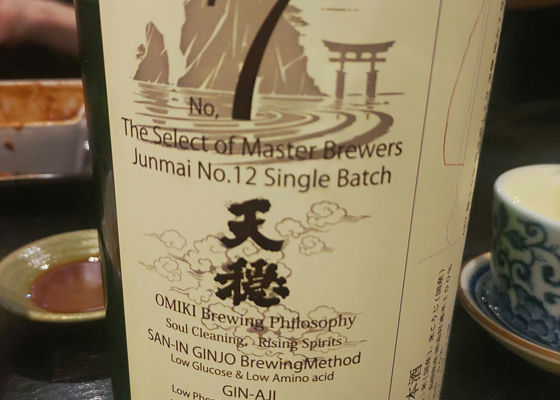 No, 7
The Select of Master Brewers
Junmai No.12 Single Batch
天穏
OMIKI Brewing Philosophy
Soul Cleaning, Rising Spirits
SAN-IN GINJO BrewingMethod
Low Glucose & Low Amino acid
GIN-AJI